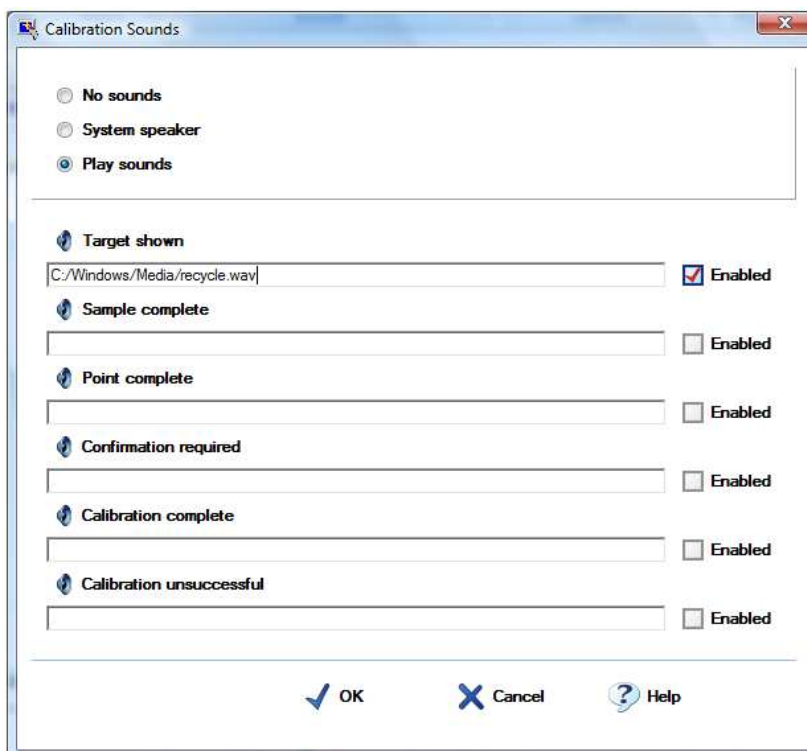 Calibration Sounds
No sounds
System speaker
Play sounds
Target shown
C:/Windows/Media/recycle.wav Enabled
Sample complete
Enabled
Point complete
Enabled
Confirmation required
Enabled
Calibration complete
Enabled
Calibration unsuccessful
Enabled
OK Cancel ? Help